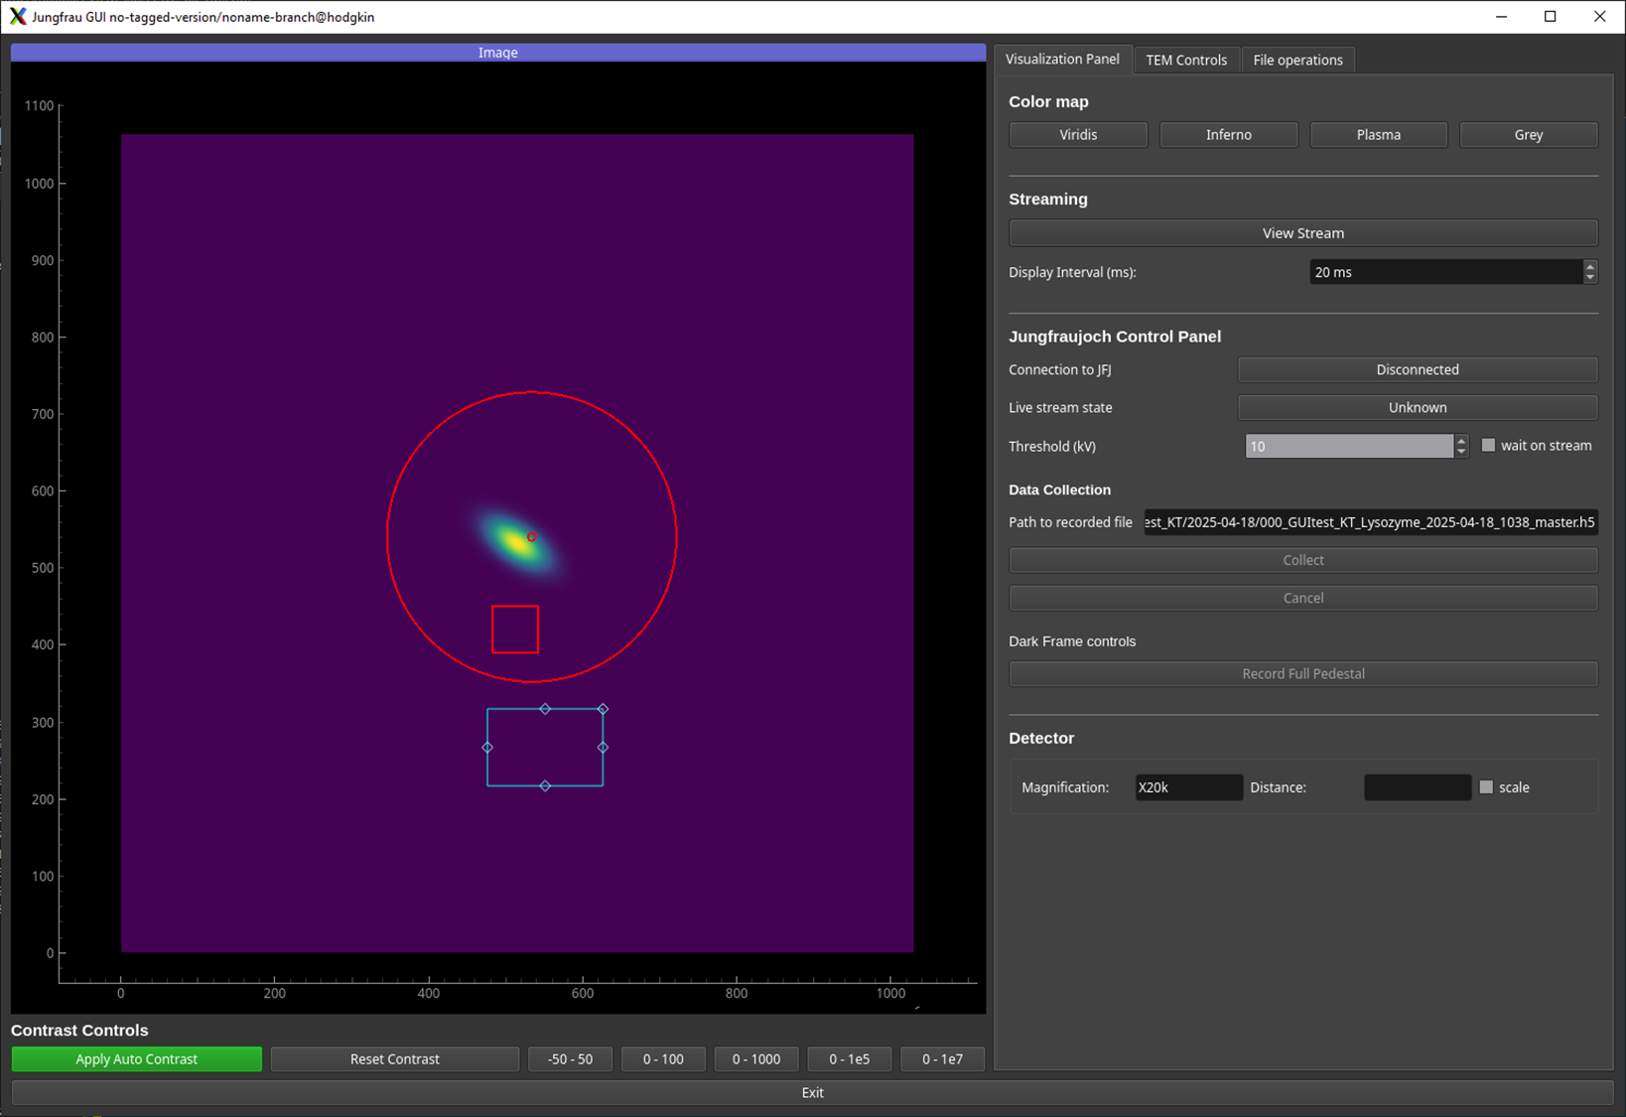 Jungfrau GUI no-tagged-version/noname-branch@hodgkin
Image
1100
1000
900
800
700
600
500
400
300
200
100
0
0 200 400 600 800 1000
Contrast Controls
Apply Auto Contrast Reset Contrast -50 - 50 0 - 100 0 - 1000 0 - 1e5 0 - 1e7
Exit
Visualization Panel TEM Controls File operations
Color map
Viridis Inferno Plasma Grey
Streaming
View Stream
Display Interval (ms): 20 ms
Jungfraujoch Control Panel
Connection to JFJ Disconnected
Live stream state Unknown
Threshold (kV) 10 wait on stream
Data Collection
Path to recorded file est_KT/2025-04-18/000_GUItest_KT_Lysozyme_2025-04-18_1038_master.h5
Collect
Cancel
Dark Frame controls
Record Full Pedestal
Detector
Magnification: X20k Distance: scale